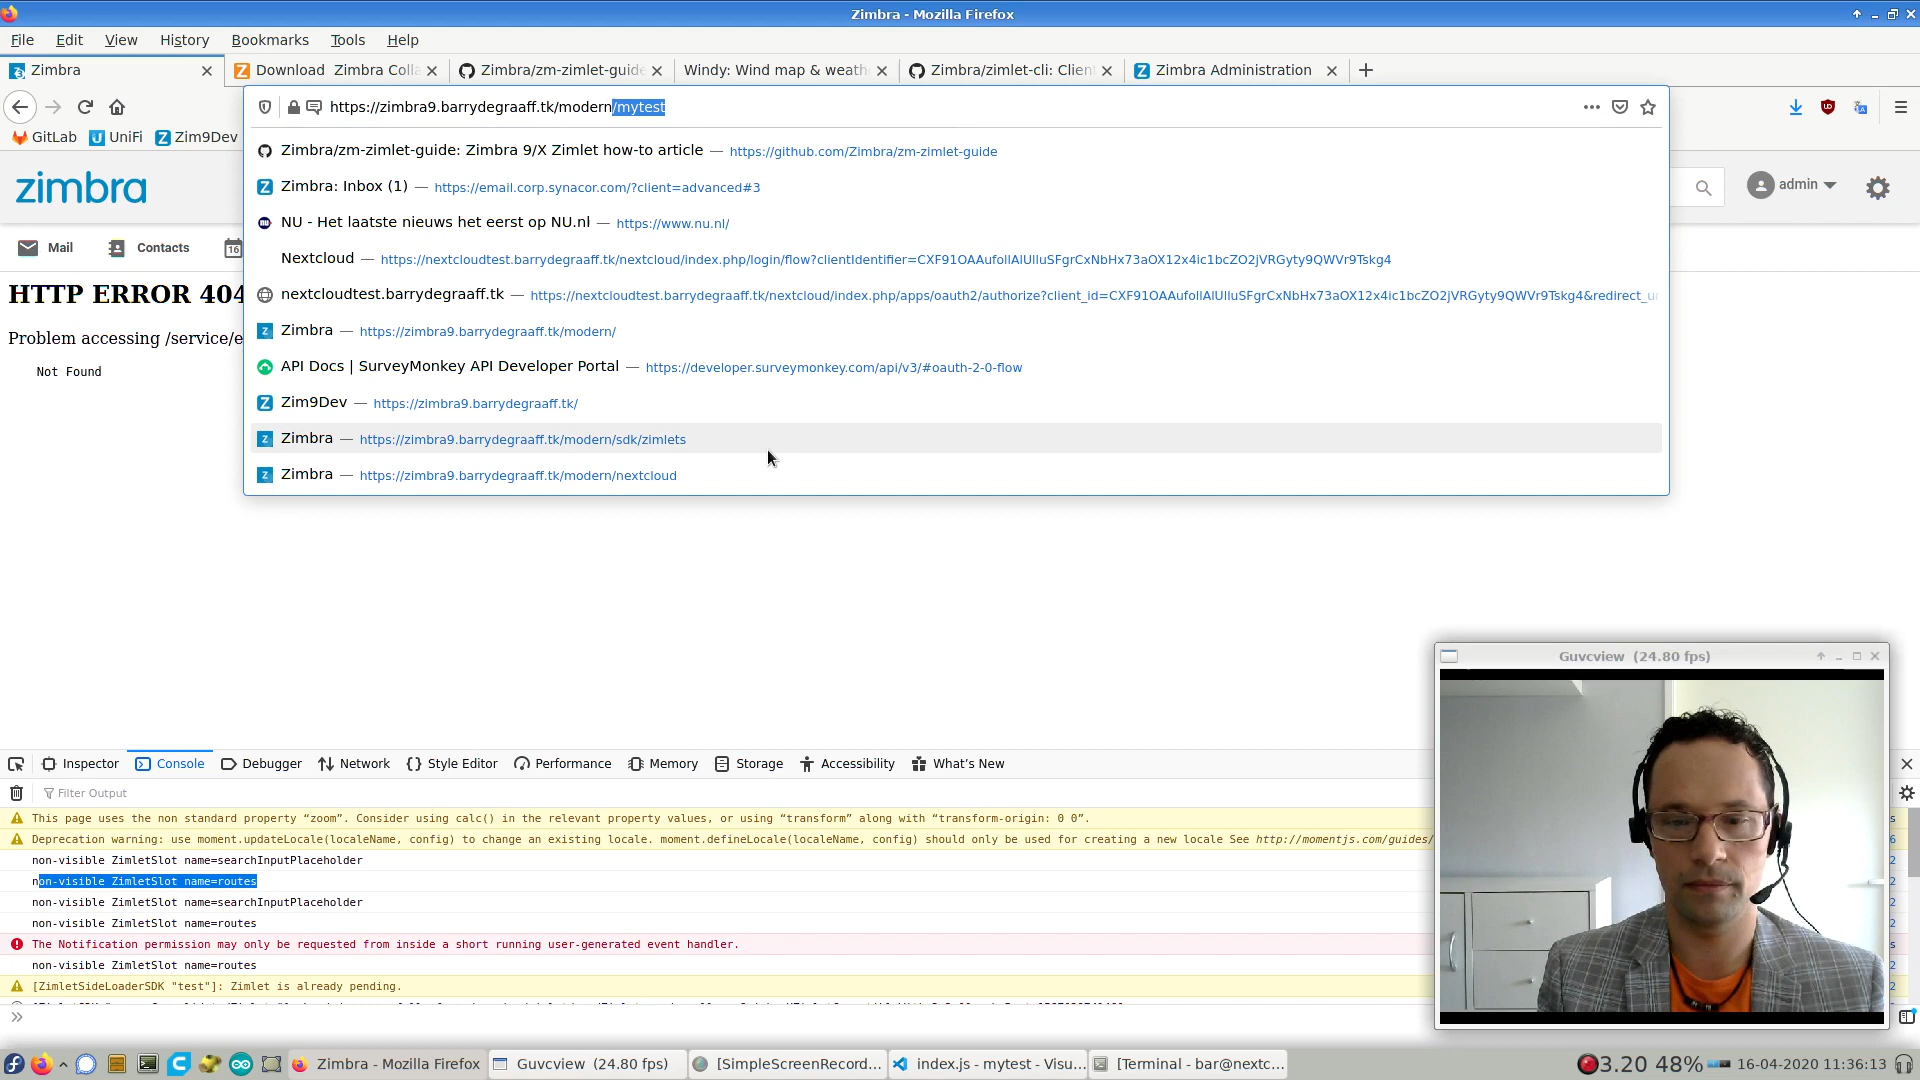 Zimbra - Mozilla Firefox
File Edit View History Bookmarks Tools Help
Zimbra
Download Zimbra Colla
Zimbra/zm-zimlet-guide
Windy: Wind map & weath
Zimbra/zimlet-cli: Client
Zimbra Administration
https://zimbra9.barrydegraaff.tk/modern/mytest
GitLab UniFi Zim9Dev
Zimbra/zm-zimlet-guide: Zimbra 9/X Zimlet how-to article — https://github.com/Zimbra/zm-zimlet-guide
Zimbra: Inbox (1) — https://email.corp.synacor.com/?client=advanced#3
NU - Het laatste nieuws het eerst op NU.nl — https://www.nu.nl/
Nextcloud — https://nextcloudtest.barrydegraaff.tk/nextcloud/index.php/login/flow?clientIdentifier=CXF91OAAufolIAlUlluSFgrCxNbHx73aOX12x4ic1bcZO2jVRGyty9QWVr9Tskg4
nextcloudtest.barrydegraaff.tk — https://nextcloudtest.barrydegraaff.tk/nextcloud/index.php/apps/oauth2/authorize?client_id=CXF91OAAufolIAlUlluSFgrCxNbHx73aOX12x4ic1bcZO2jVRGyty9QWVr9Tskg4&redirect_ur
Zimbra — https://zimbra9.barrydegraaff.tk/modern/
API Docs | SurveyMonkey API Developer Portal — https://developer.surveymonkey.com/api/v3/#oauth-2-0-flow
Zim9Dev — https://zimbra9.barrydegraaff.tk/
Zimbra — https://zimbra9.barrydegraaff.tk/modern/sdk/zimlets
Zimbra — https://zimbra9.barrydegraaff.tk/modern/nextcloud
zimbra
admin
Mail Contacts 16
HTTP ERROR 404
Problem accessing /service/e
Not Found
Guvcview (24.80 fps)
Inspector Console Debugger Network Style Editor Performance Memory Storage Accessibility What's New
Filter Output
This page uses the non standard property “zoom”. Consider using calc() in the relevant property values, or using “transform” along with “transform-origin: 0 0”.
Deprecation warning: use moment.updateLocale(localeName, config) to change an existing locale. moment.defineLocale(localeName, config) should only be used for creating a new locale See http://momentjs.com/guides/
non-visible ZimletSlot name=searchInputPlaceholder
non-visible ZimletSlot name=routes
non-visible ZimletSlot name=searchInputPlaceholder
non-visible ZimletSlot name=routes
The Notification permission may only be requested from inside a short running user-generated event handler.
non-visible ZimletSlot name=routes
[ZimletSideLoaderSDK "test"]: Zimlet is already pending.
Zimbra - Mozilla Firefox
Guvcview (24.80 fps)
[SimpleScreenRecord...
index.js - mytest - Visu...
[Terminal - bar@nextc...
3.20 48% 16-04-2020 11:36:13